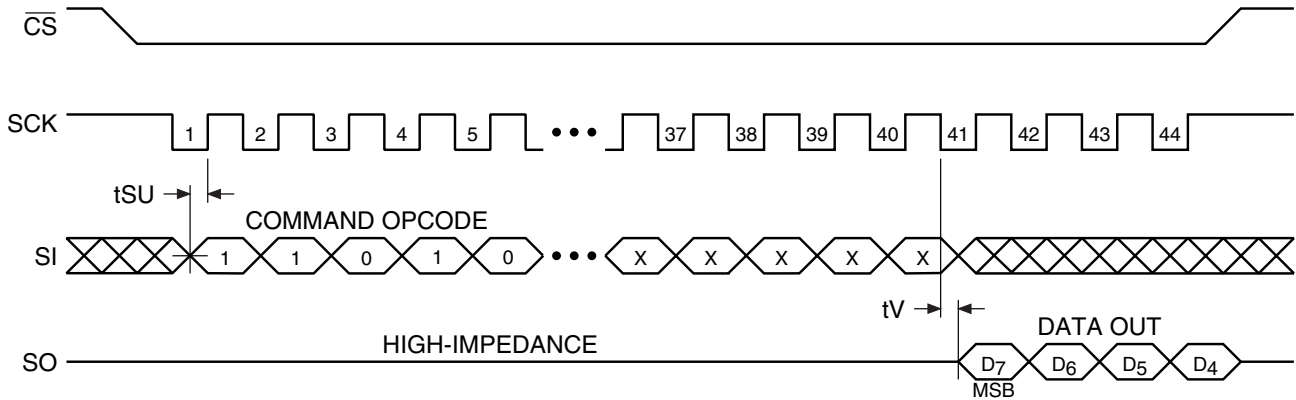 CS
SCK 1 2 3 4 5 ••• 37 38 39 40 41 42 43 44
tSU
COMMAND OPCODE
SI 1 1 0 1 0 ••• X X X X X
tV
DATA OUT
HIGH-IMPEDANCE
SO D7 D6 D5 D4
MSB